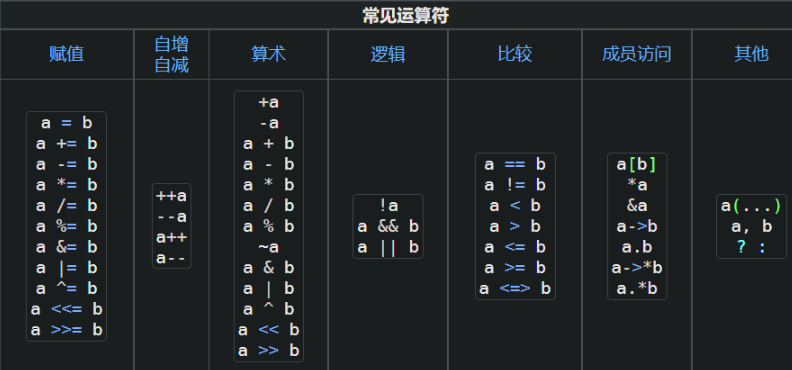 常见运算符
赋值
自增
自减
算术
逻辑
比较
成员访问
其他
a = b
a += b
a -= b
a *= b
a /= b
a %= b
a &= b
a |= b
a ^= b
a <<= b
a >>= b
++a
--a
a++
a--
+a
-a
a + b
a - b
a * b
a / b
a % b
~a
a & b
a | b
a ^ b
a << b
a >> b
!a
a && b
a || b
a == b
a != b
a < b
a > b
a <= b
a >= b
a <=> b
a[b]
*a
&a
a->b
a.b
a->*b
a.*b
a(...)
a, b
? :